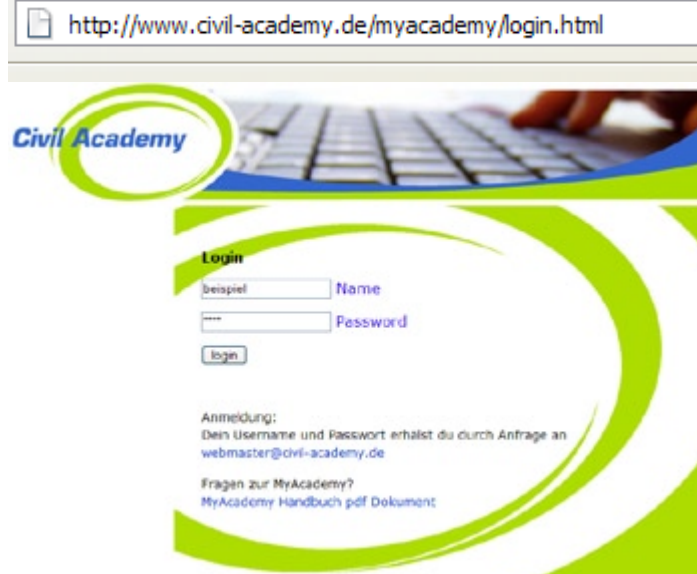 http://www.civil-academy.de/myacademy/login.html
Civil Academy
Login
beispiel Name
**** Password
login
Anmeldung:
Dein Username und Passwort erhälst du durch Anfrage an
webmaster@civil-academy.de
Fragen zur MyAcademy?
MyAcademy Handbuch pdf Dokument